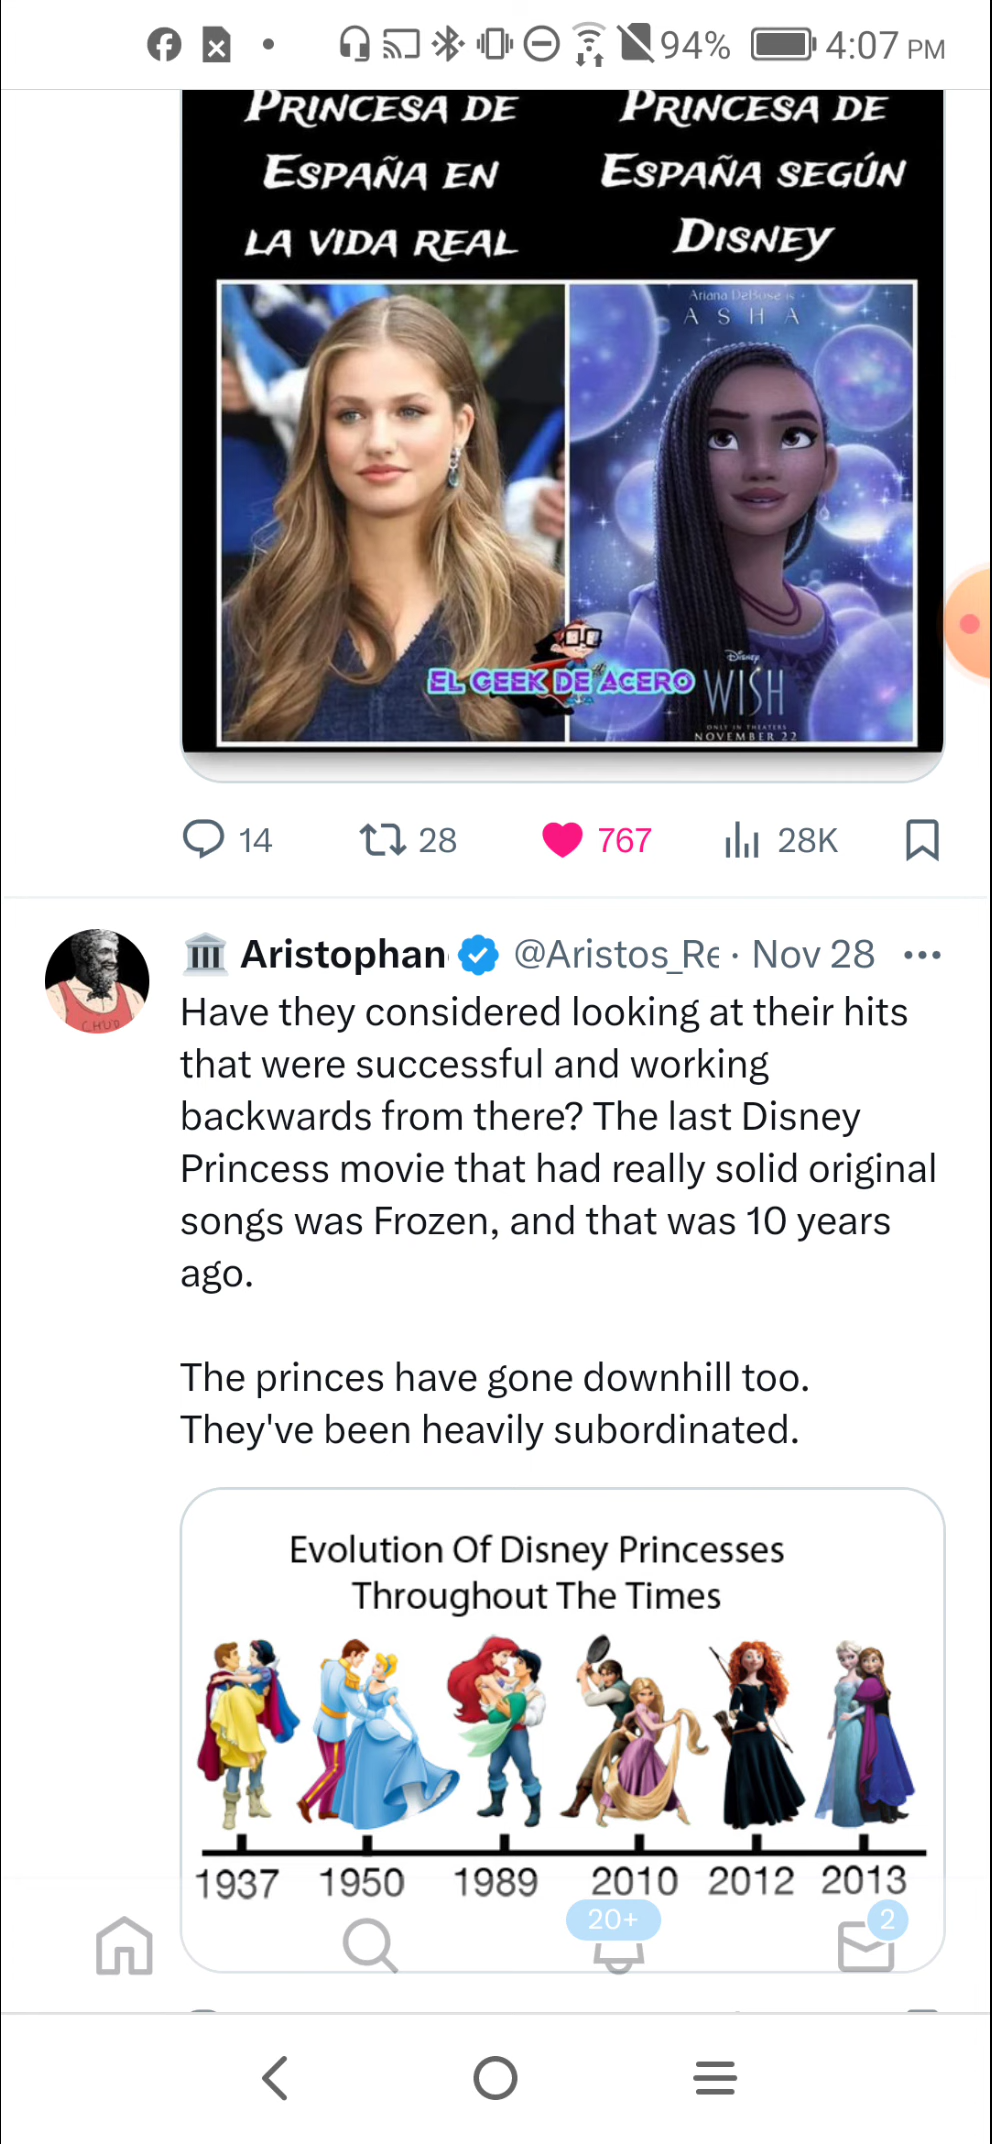 94% 4:07 PM
PRINCESA DE
ESPAÑA EN
LA VIDA REAL
PRINCESA DE
ESPAÑA SEGÚN
DISNEY
Ariana DeBose is
ASHA
EL GEEK DE ACERO
Disney
WISH
ONLY IN THEATERS
NOVEMBER 22
14 28 767 28K
Aristophan @Aristos_Re · Nov 28
CHUD
Have they considered looking at their hits
that were successful and working
backwards from there? The last Disney
Princess movie that had really solid original
songs was Frozen, and that was 10 years
ago.
The princes have gone downhill too.
They've been heavily subordinated.
Evolution Of Disney Princesses
Throughout The Times
1937 1950 1989 2010 2012 2013
20+ 2